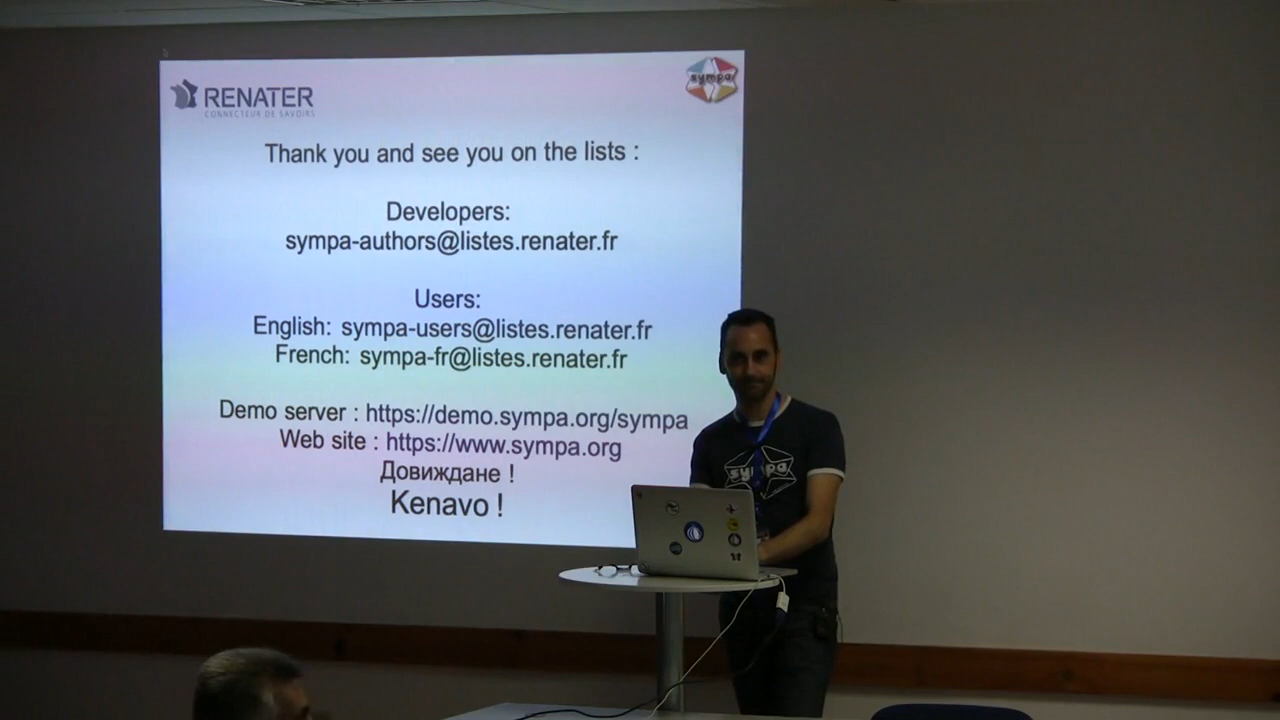 RENATER
CONNECTEUR DE SAVOIRS
sympa
Thank you and see you on the lists :
Developers:
sympa-authors@listes.renater.fr
Users:
English: sympa-users@listes.renater.fr
French: sympa-fr@listes.renater.fr
Demo server : https://demo.sympa.org/sympa
Web site : https://www.sympa.org
Довиждане !
Kenavo !
sympa